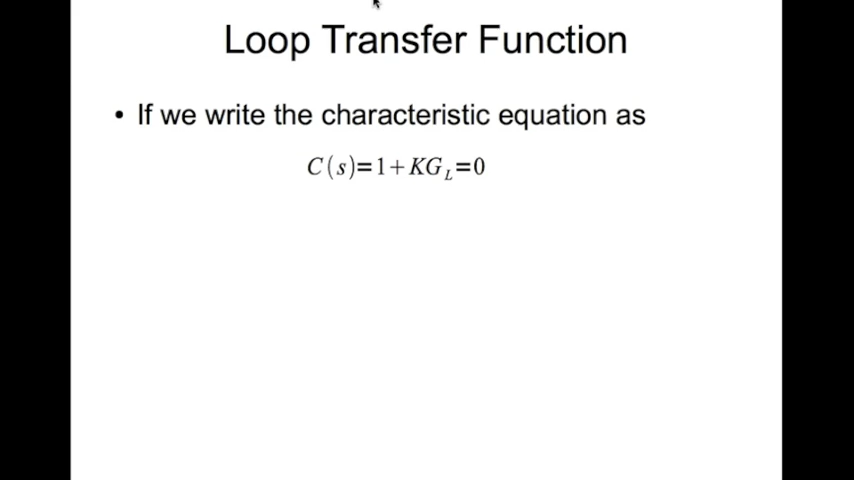 Loop Transfer Function
• If we write the characteristic equation as
C(s)=1+KG_L=0